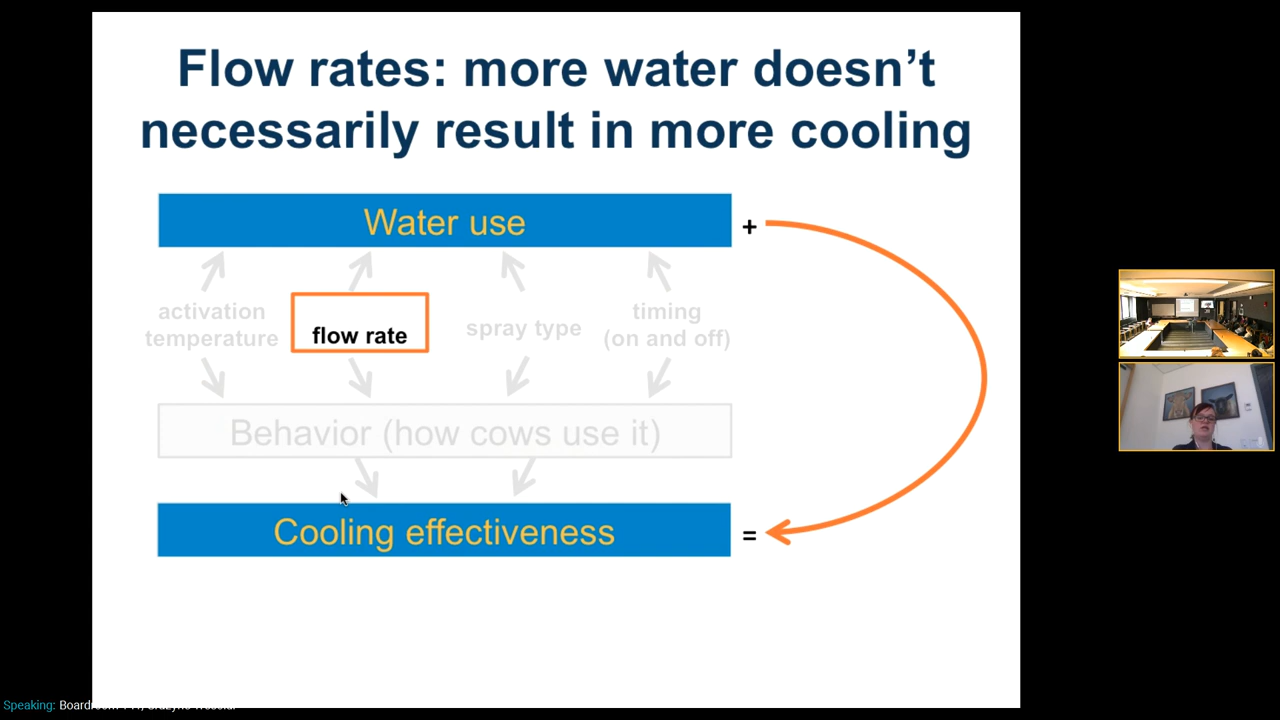 Flow rates: more water doesn’t
necessarily result in more cooling
Water use
+
activation
temperature
flow rate
spray type
timing
(on and off)
Behavior (how cows use it)
Cooling effectiveness
=
Speaking: